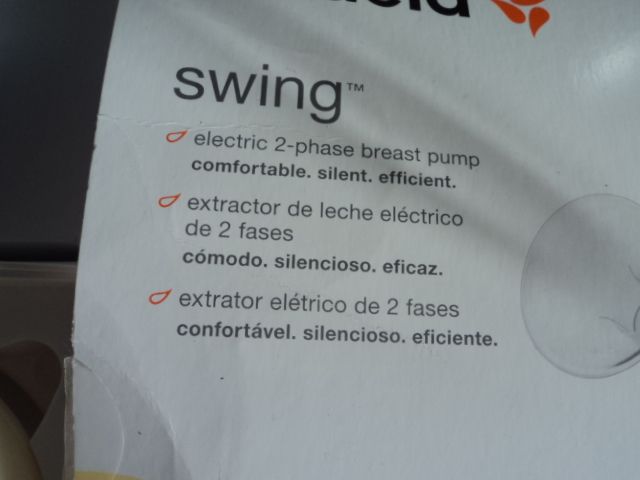 swing™
electric 2-phase breast pump
comfortable. silent. efficient.
extractor de leche eléctrico
de 2 fases
cómodo. silencioso. eficaz.
extrator elétrico de 2 fases
confortável. silencioso. eficiente.